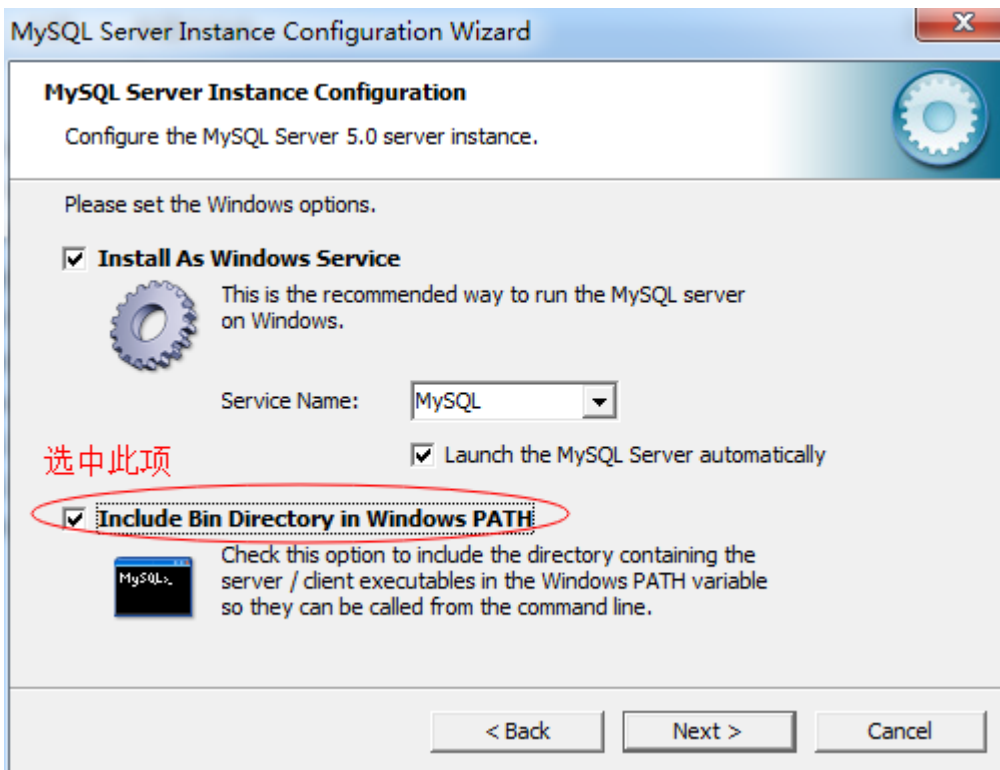 MySQL Server Instance Configuration Wizard
MySQL Server Instance Configuration
Configure the MySQL Server 5.0 server instance.
Please set the Windows options.
Install As Windows Service
This is the recommended way to run the MySQL server
on Windows.
Service Name:
MySQL
Launch the MySQL Server automatically
选中此项
Include Bin Directory in Windows PATH
Check this option to include the directory containing the
server / client executables in the Windows PATH variable
so they can be called from the command line.
MySQL>_
< Back
Next >
Cancel